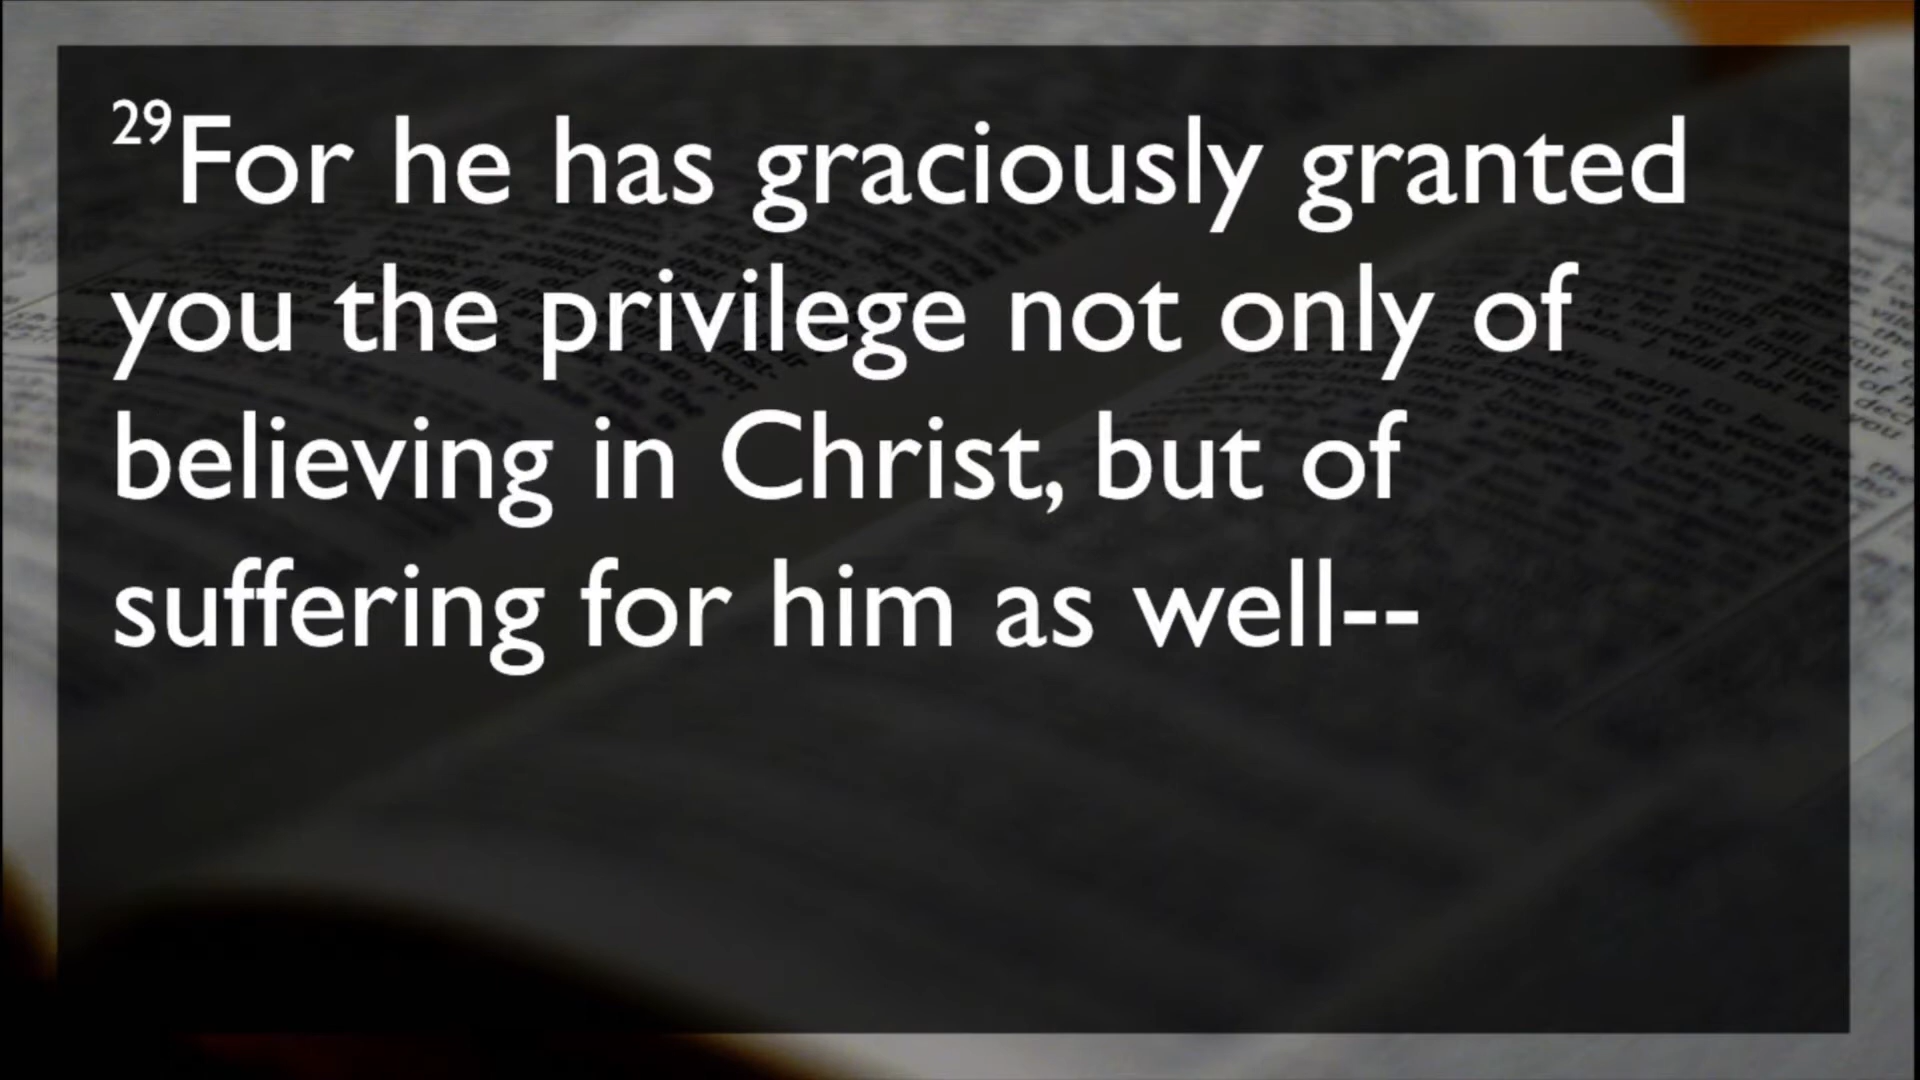 29For he has graciously granted
you the privilege not only of
believing in Christ, but of
suffering for him as well--